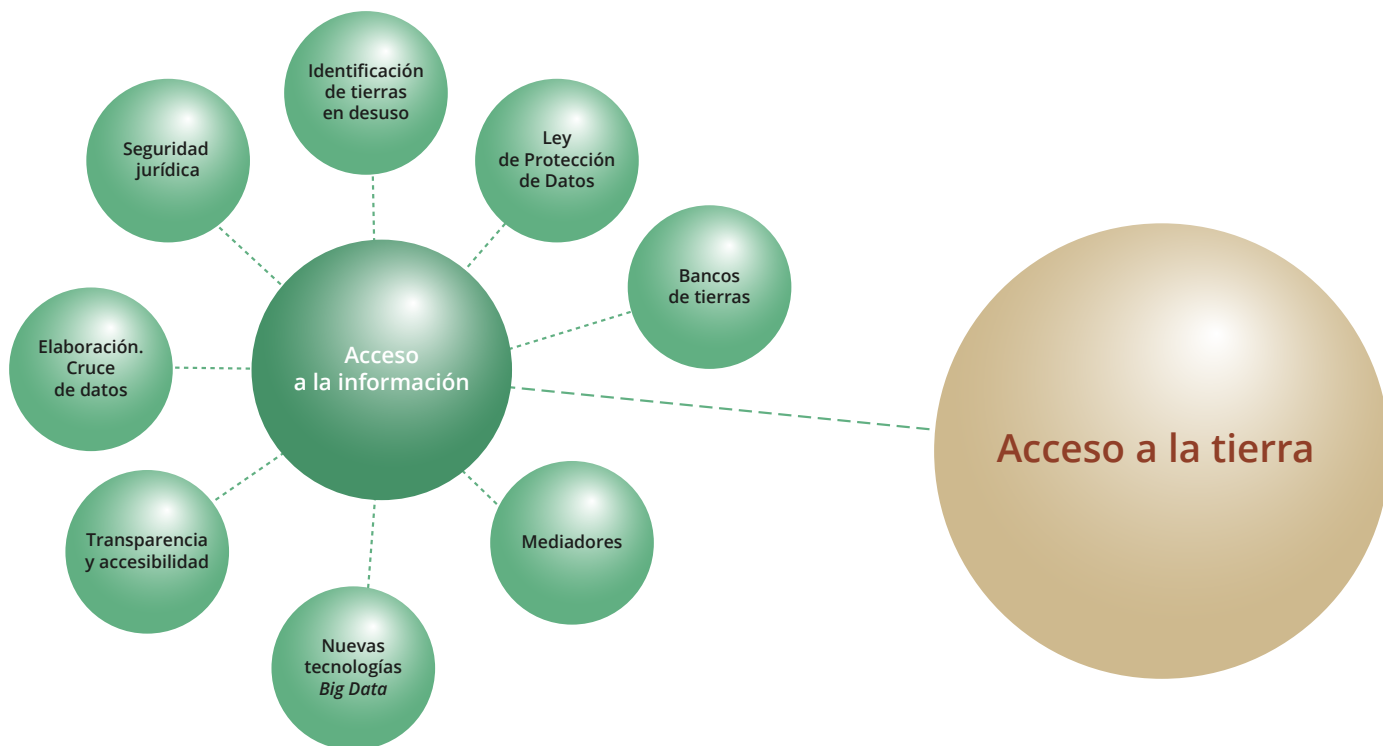 Identificación
de tierras
en desuso
Ley
de Protección
de Datos
Seguridad
jurídica
Bancos
de tierras
Elaboración.
Cruce
de datos
Acceso
a la información
Acceso a la tierra
Transparencia
y accesibilidad
Mediadores
Nuevas
tecnologías
Big Data